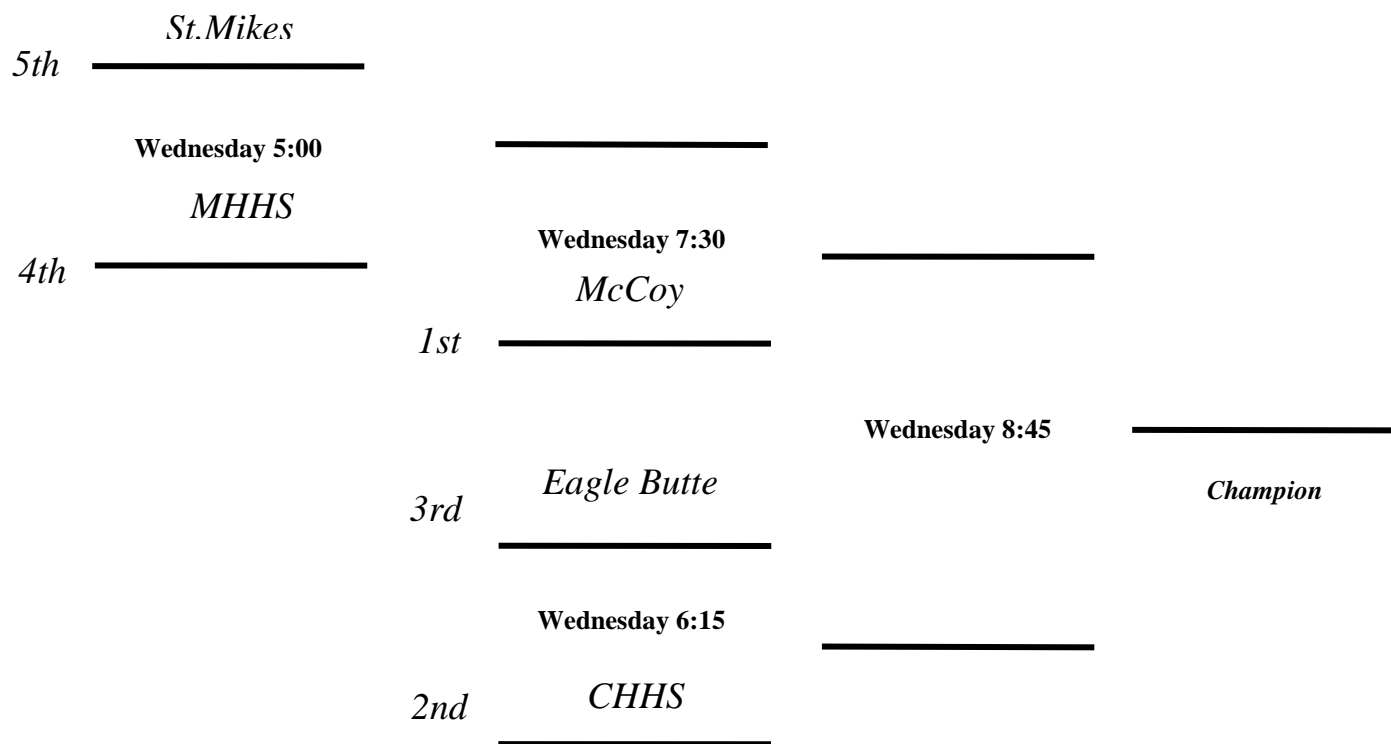 St.Mikes
5th
Wednesday 5:00
MHHS
4th
Wednesday 7:30
McCoy
1st
Wednesday 8:45
Champion
Eagle Butte
3rd
Wednesday 6:15
CHHS
2nd